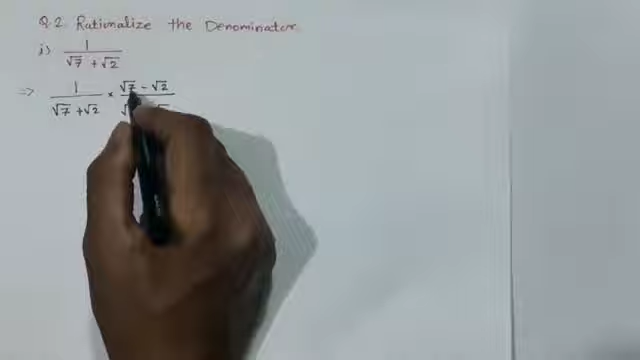 Q.2. Rationalize the Denominator
i) 1 / √7 + √2
⇒ 1 / √7 + √2 × √7 - √2 / √